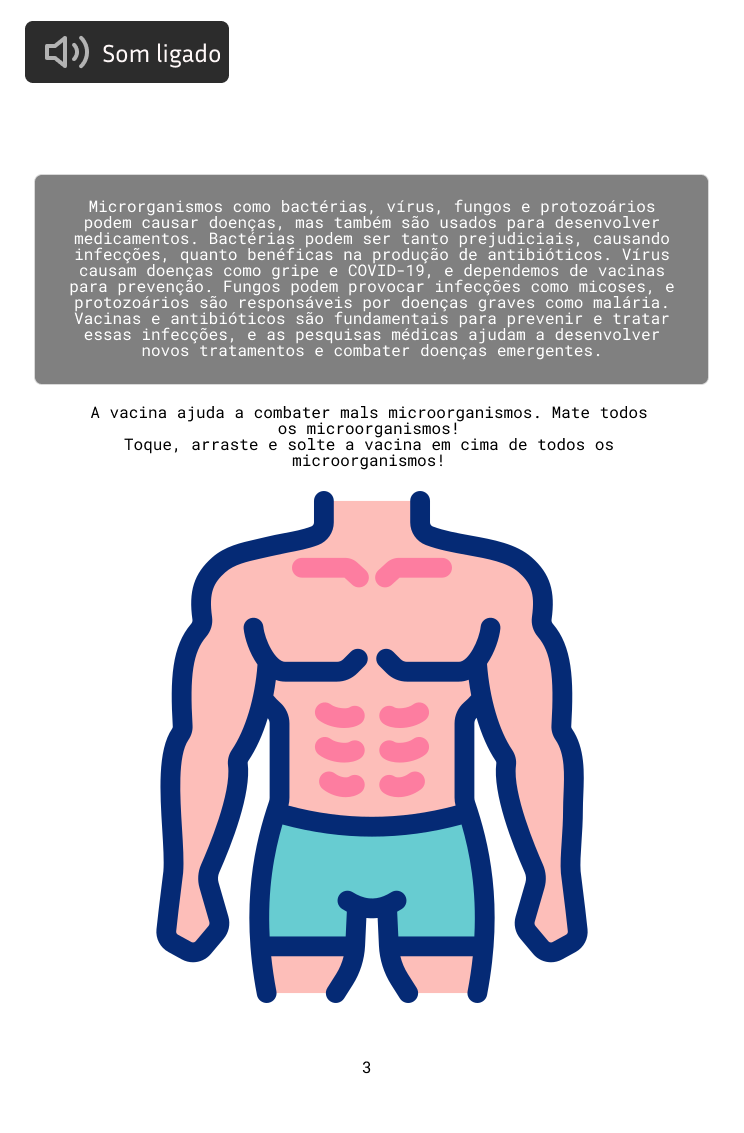 Som ligado
Microrganismos como bactérias, vírus, fungos e protozoários
podem causar doenças, mas também são usados para desenvolver
medicamentos. Bactérias podem ser tanto prejudiciais, causando
infecções, quanto benéficas na produção de antibióticos. Vírus
causam doenças como gripe e COVID-19, e dependemos de vacinas
para prevenção. Fungos podem provocar infecções como micoses, e
protozoários são responsáveis por doenças graves como malária.
Vacinas e antibióticos são fundamentais para prevenir e tratar
essas infecções, e as pesquisas médicas ajudam a desenvolver
novos tratamentos e combater doenças emergentes.
A vacina ajuda a combater mals microorganismos. Mate todos
os microorganismos!
Toque, arraste e solte a vacina em cima de todos os
microorganismos!
3